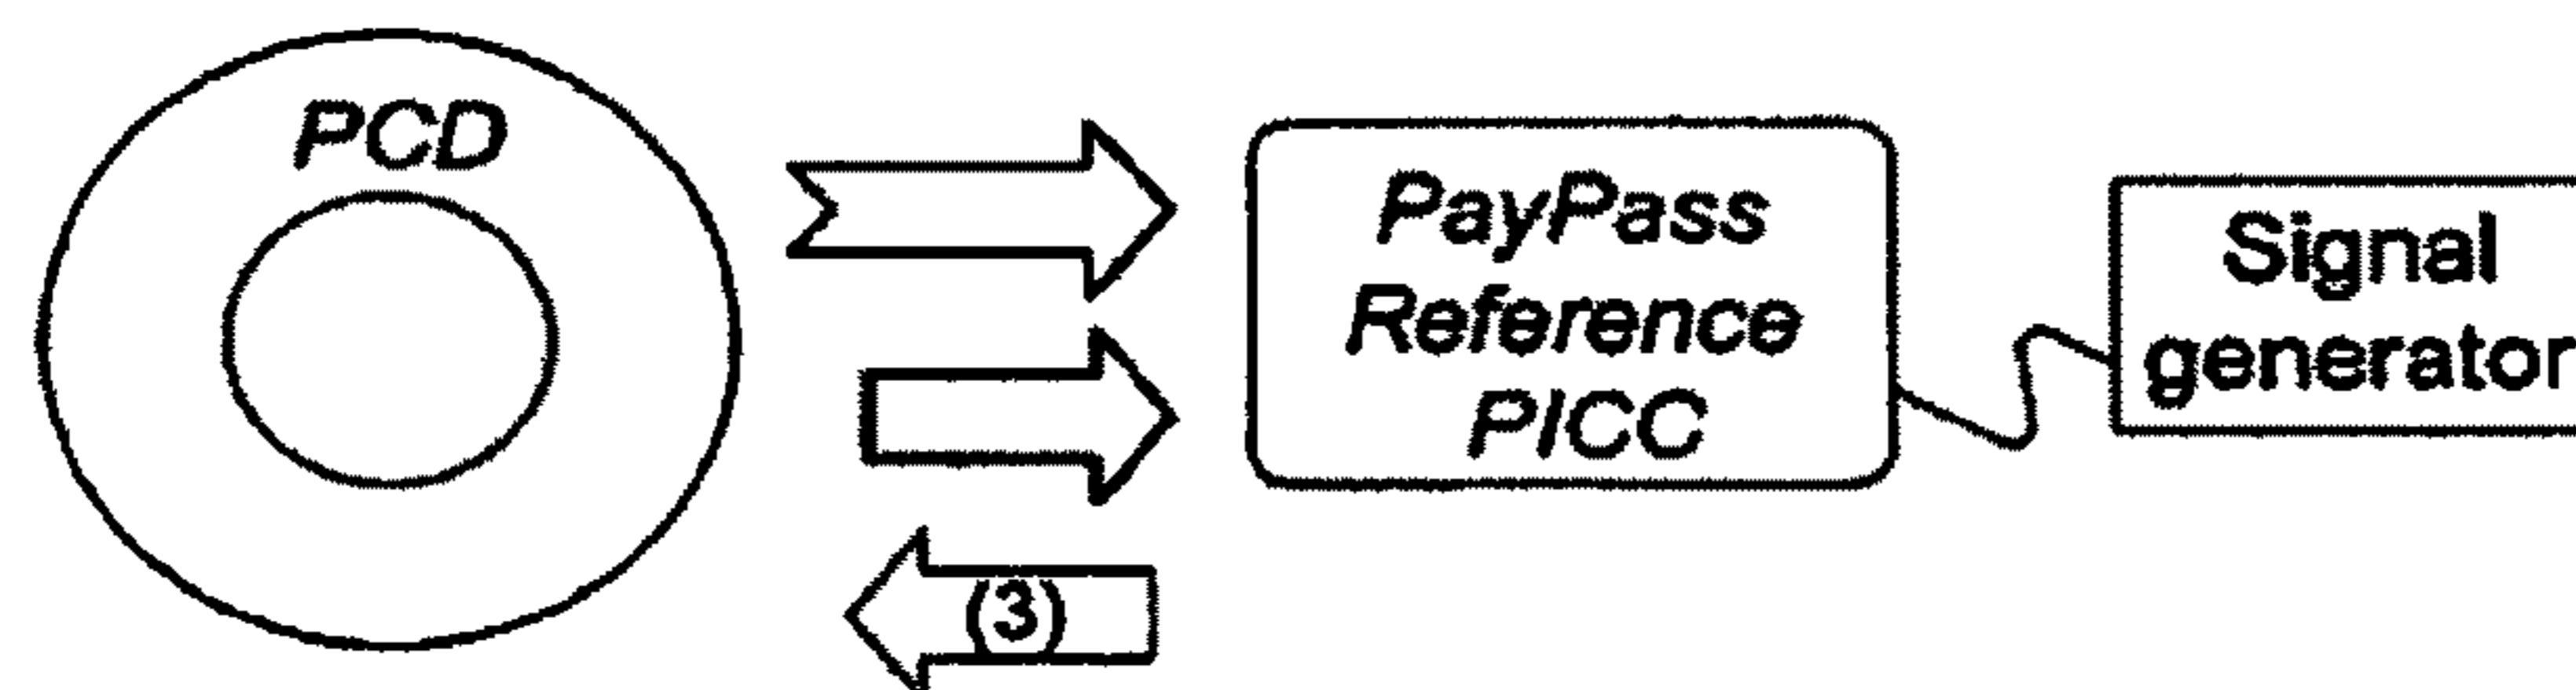 PCD
PayPass
Reference
PICC
Signal
generator
(3)